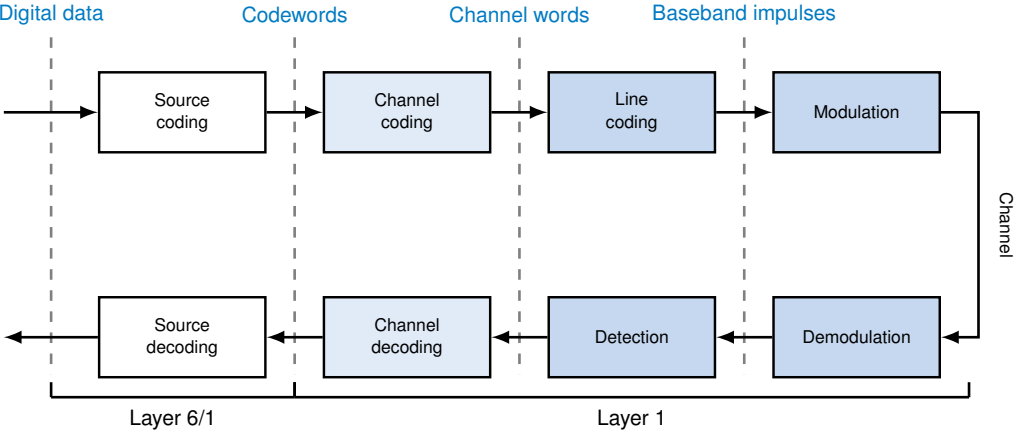 Digital data
Codewords
Channel words
Baseband impulses
Source
coding
Channel
coding
Line
coding
Modulation
Channel
Source
decoding
Channel
decoding
Detection
Demodulation
Layer 6/1
Layer 1